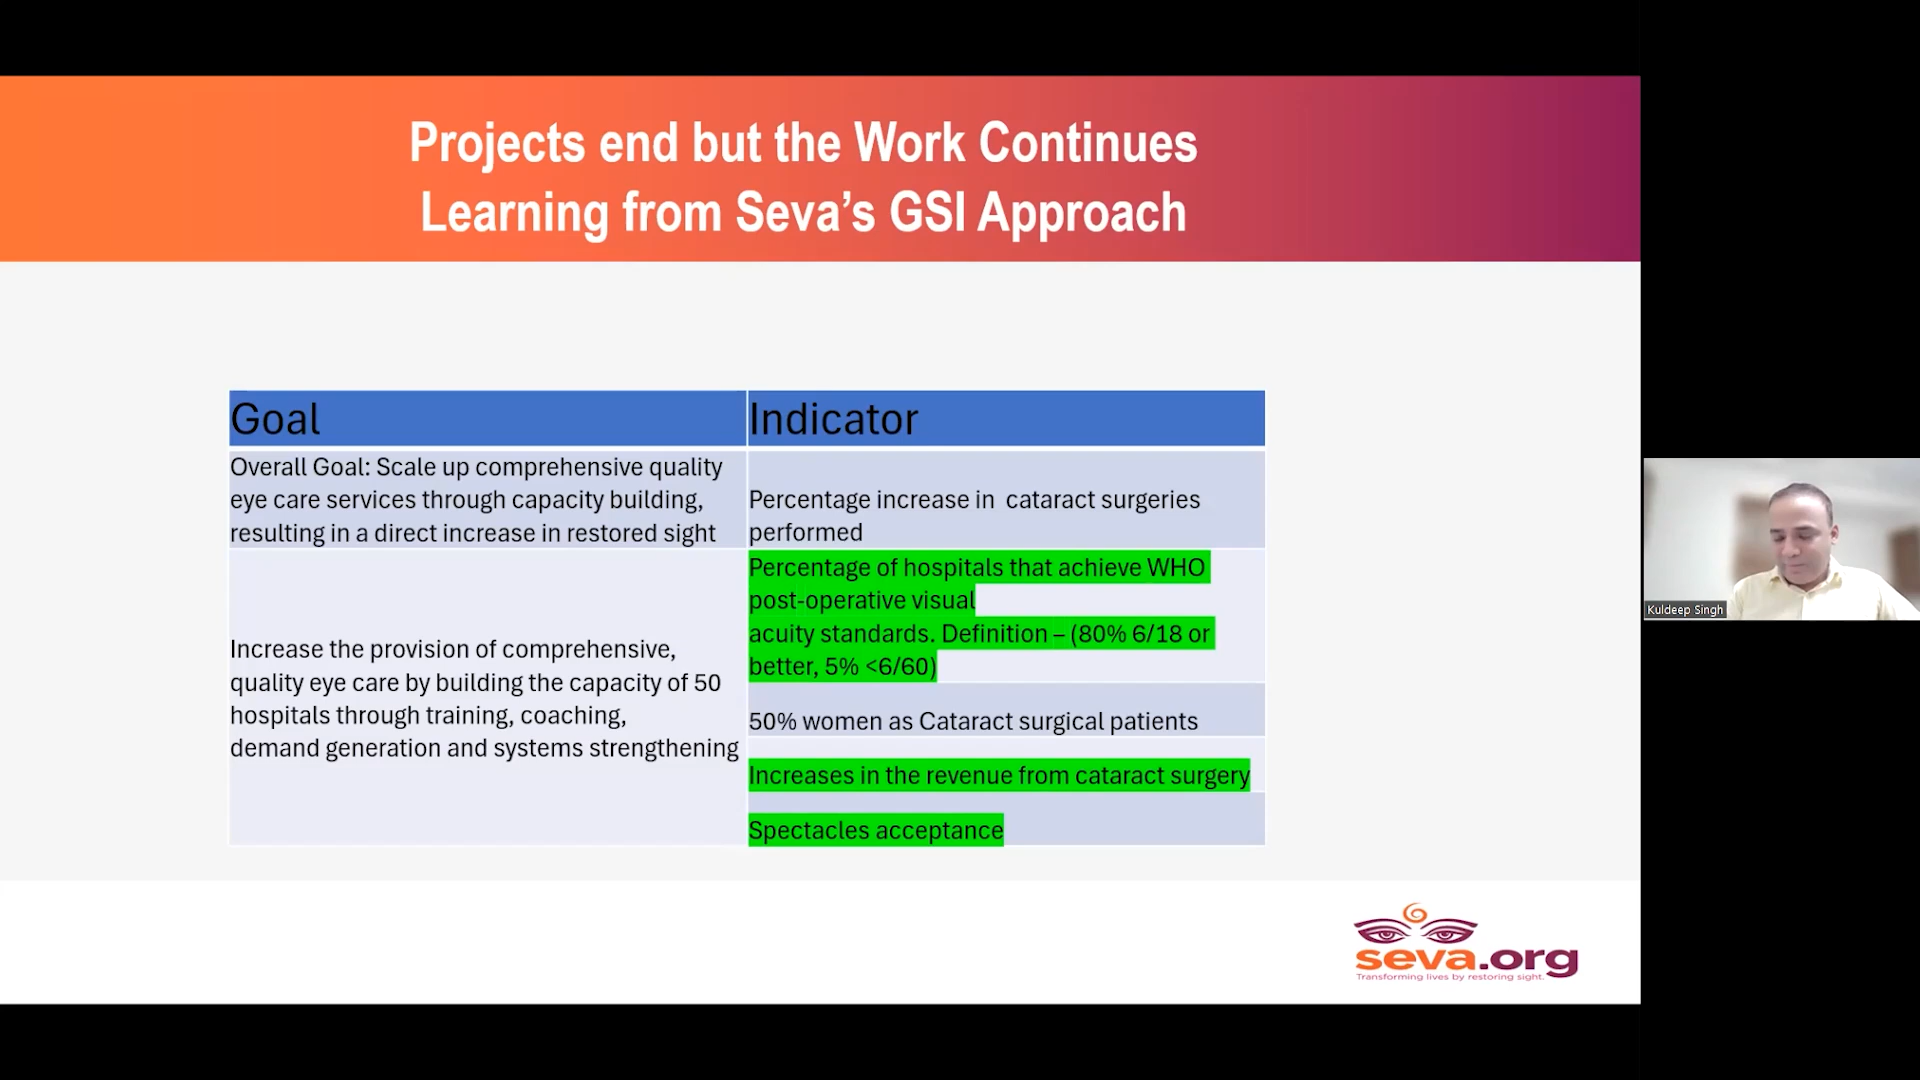 Projects end but the Work Continues
Learning from Seva’s GSI Approach
Goal
Indicator
Overall Goal: Scale up comprehensive quality
eye care services through capacity building,
resulting in a direct increase in restored sight
Percentage increase in  cataract surgeries
performed
Increase the provision of comprehensive,
quality eye care by building the capacity of 50
hospitals through training, coaching,
demand generation and systems strengthening
Percentage of hospitals that achieve WHO
post-operative visual
acuity standards. Definition – (80% 6/18 or
better, 5% <6/60)
50% women as Cataract surgical patients
Increases in the revenue from cataract surgery
Spectacles acceptance
Kuldeep Singh
seva.org
Transforming lives by restoring sight.